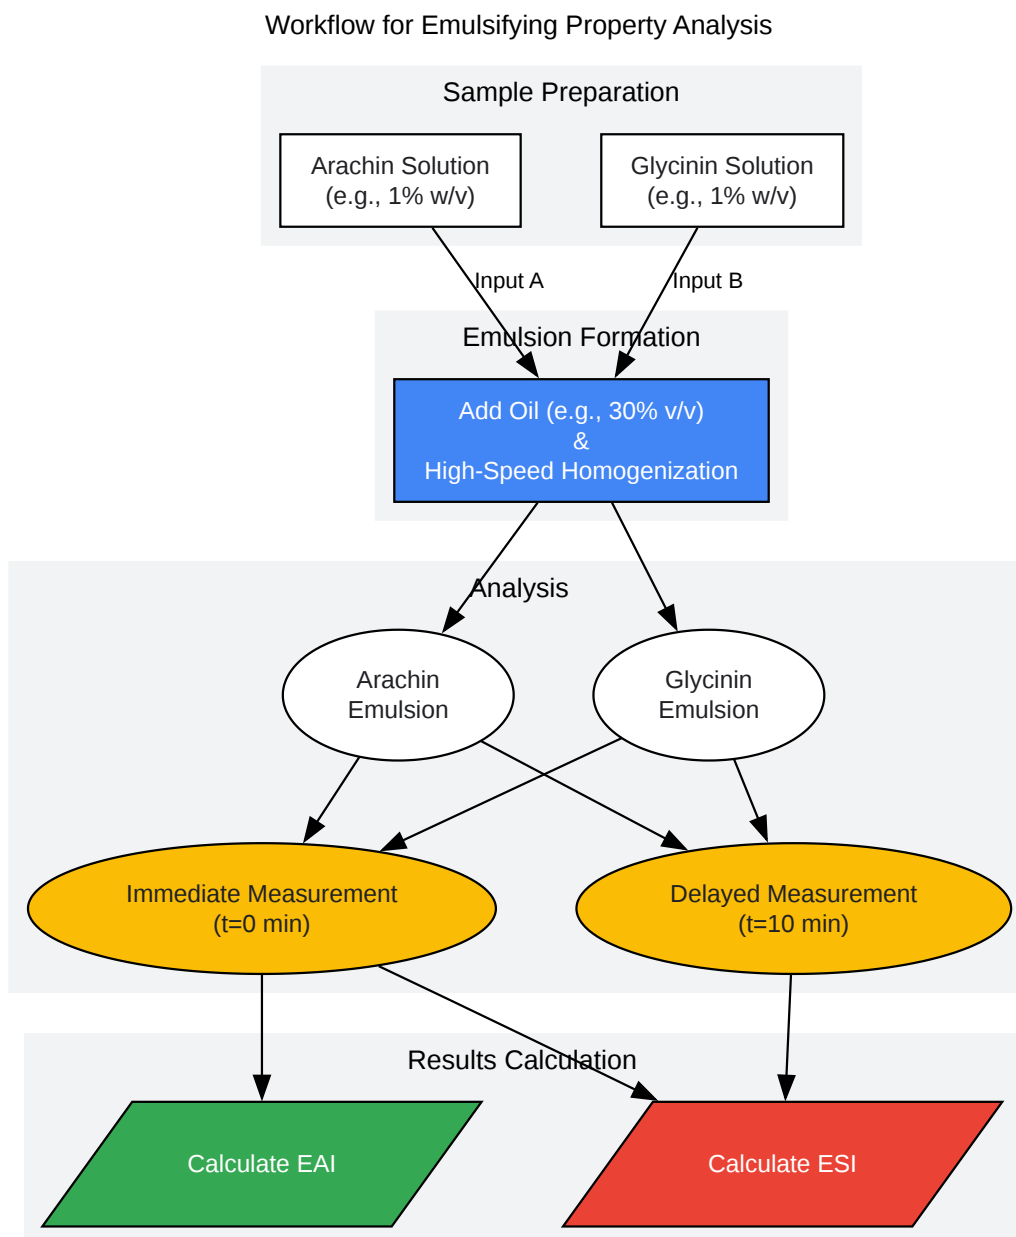 Workflow for Emulsifying Property Analysis
Sample Preparation
Arachin Solution
(e.g., 1% w/v)
Glycinin Solution
(e.g., 1% w/v)
Input A
Input B
Emulsion Formation
Add Oil (e.g., 30% v/v)
&
High-Speed Homogenization
Analysis
Arachin
Emulsion
Glycinin
Emulsion
Immediate Measurement
(t=0 min)
Delayed Measurement
(t=10 min)
Results Calculation
Calculate EAI
Calculate ESI